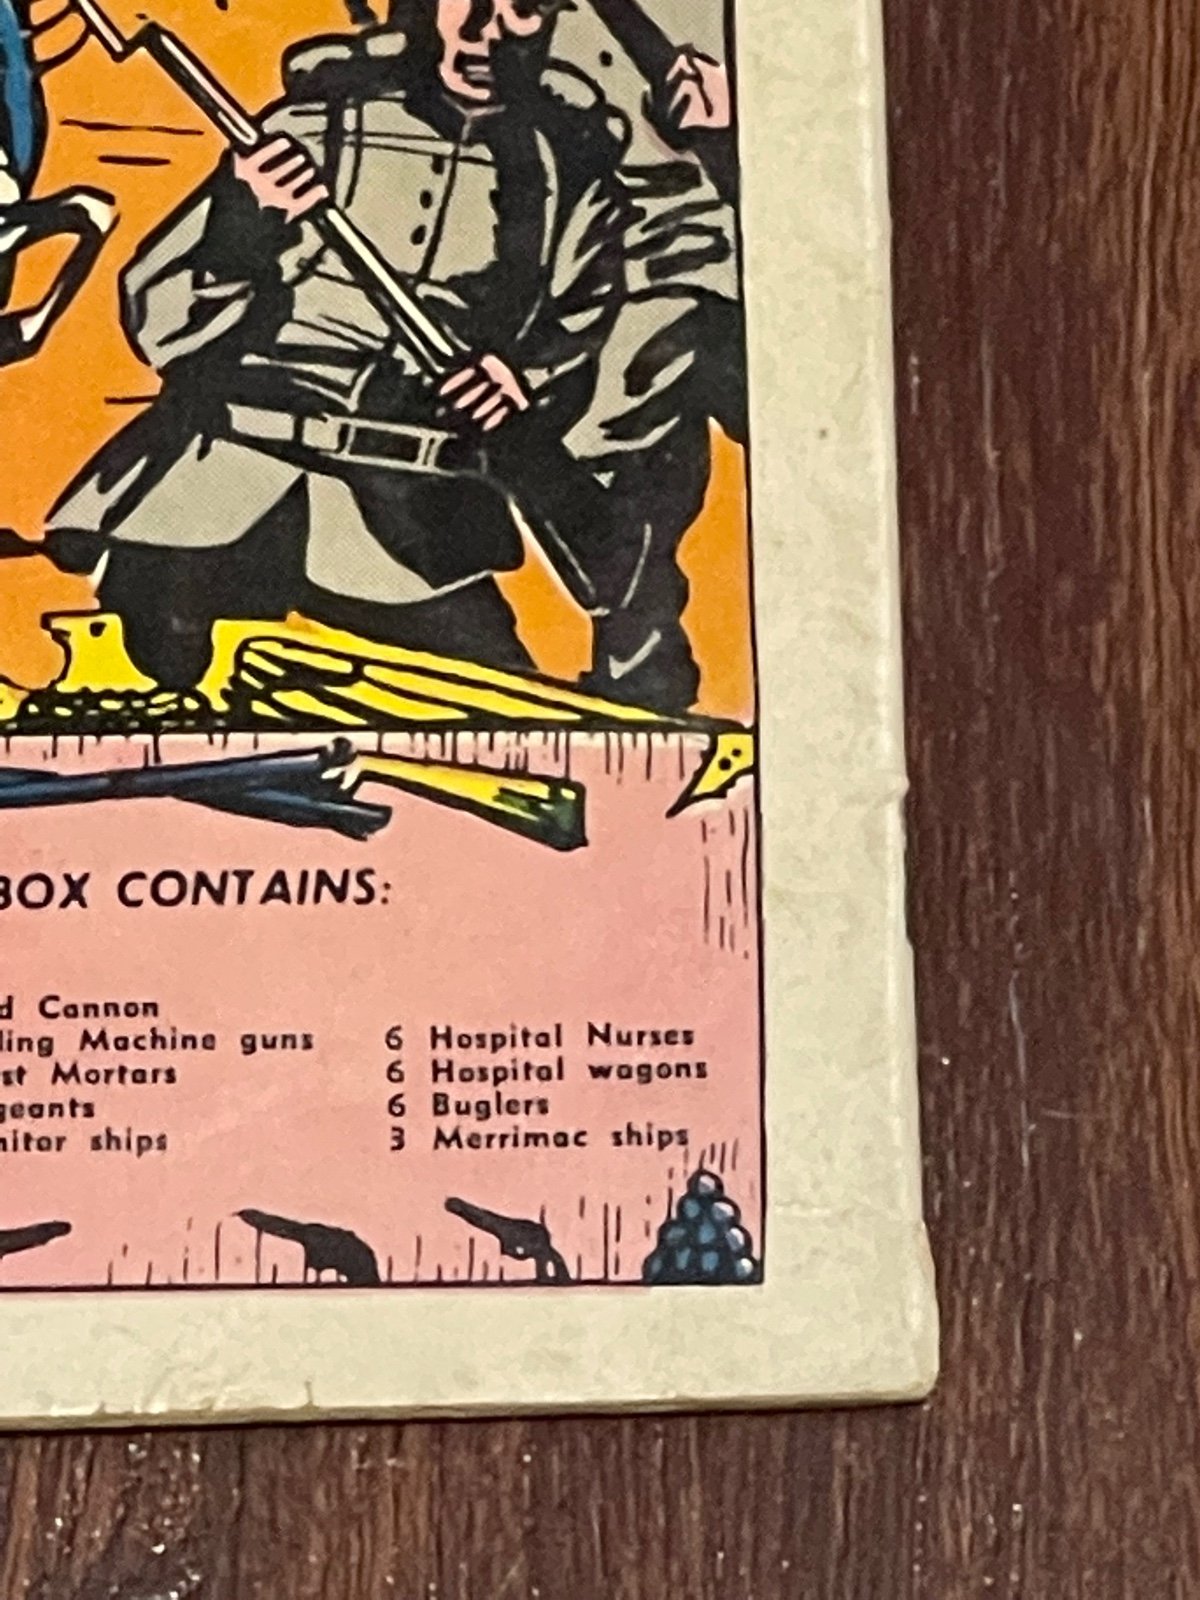 BOX CONTAINS:
d Cannon
ling Machine guns
st Mortars
geants
nitor ships
6 Hospital Nurses
6 Hospital wagons
6 Buglers
3 Merrimac ships